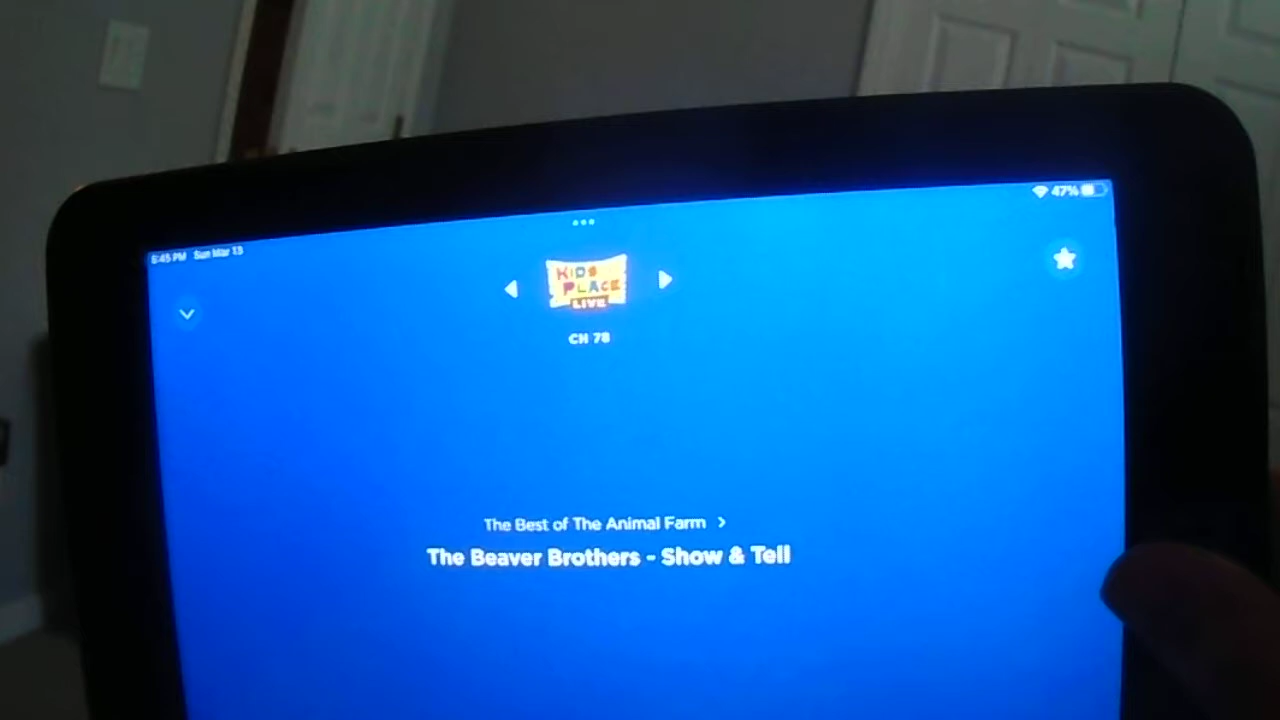 6:45 PM Sun Mar 13
47%
KIDS
PLACE
LIVE
CH 78
The Best of The Animal Farm
The Beaver Brothers - Show & Tell